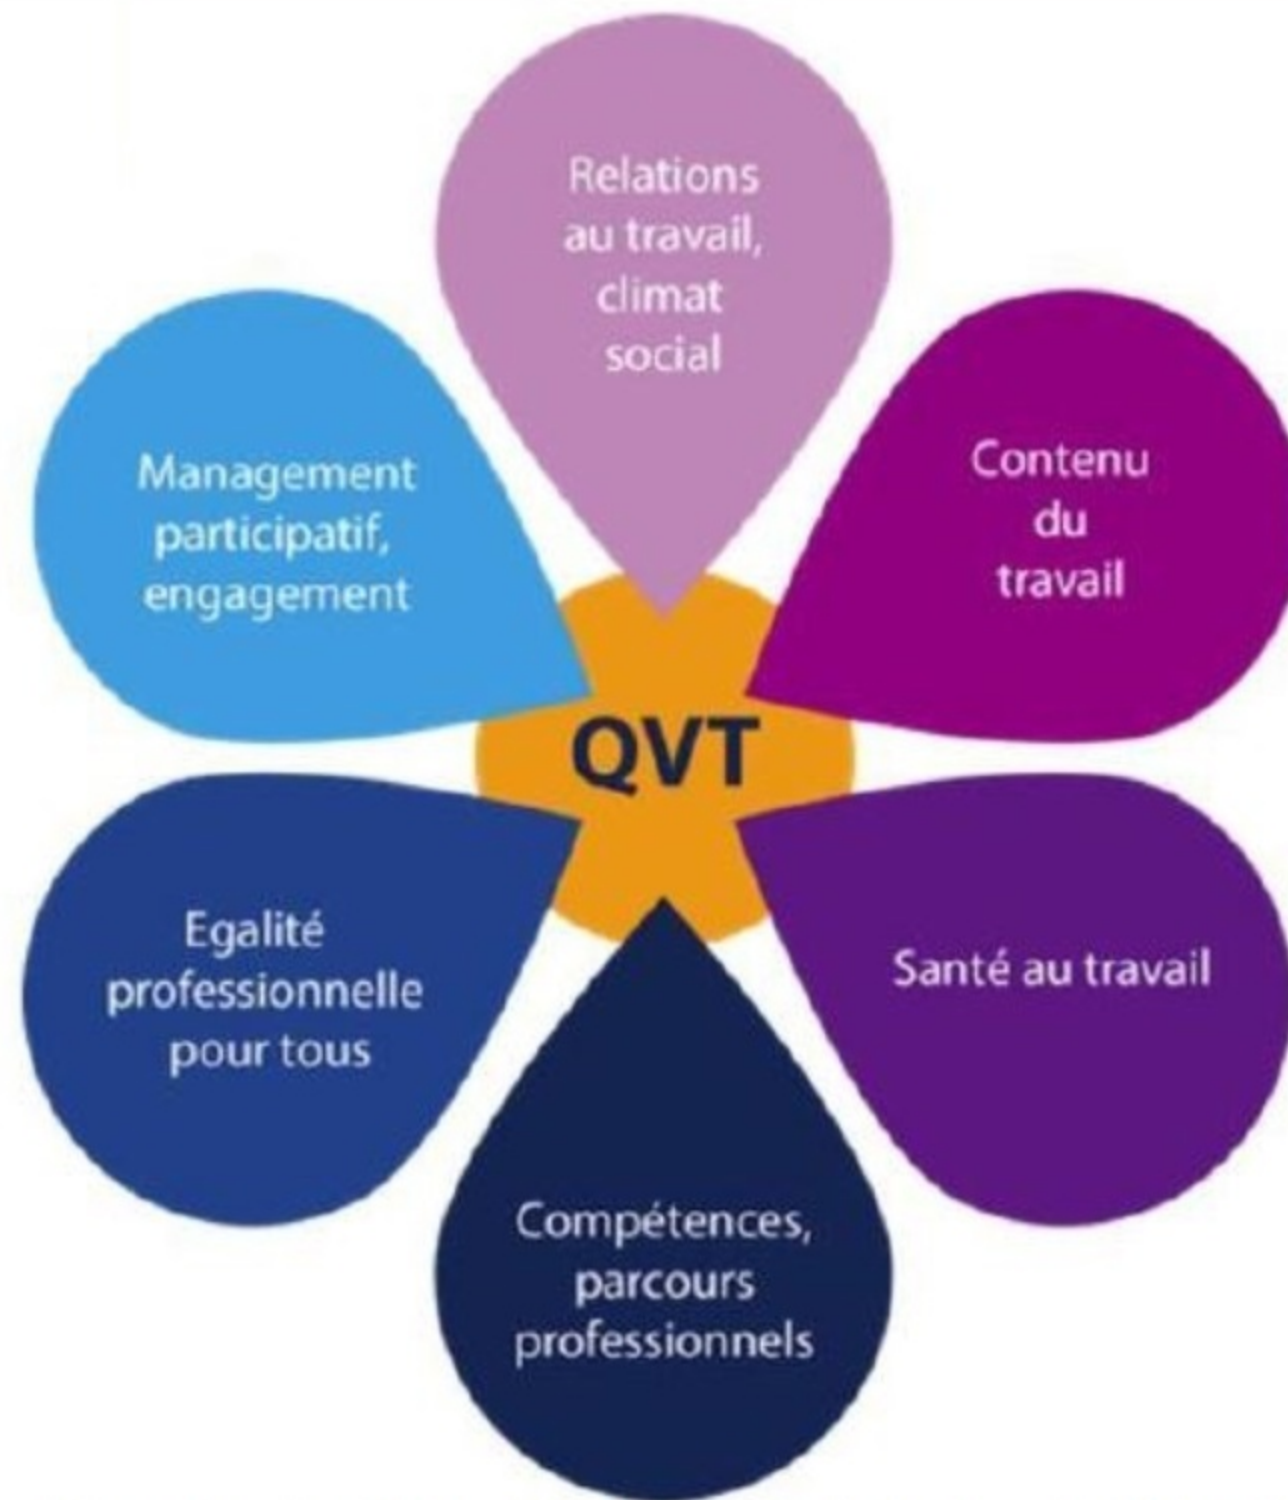 Relations
au travail,
climat
social
Contenu
du
travail
Santé au travail
Compétences,
parcours
professionnels
Egalité
professionnelle
pour tous
Management
participatif,
engagement
QVT